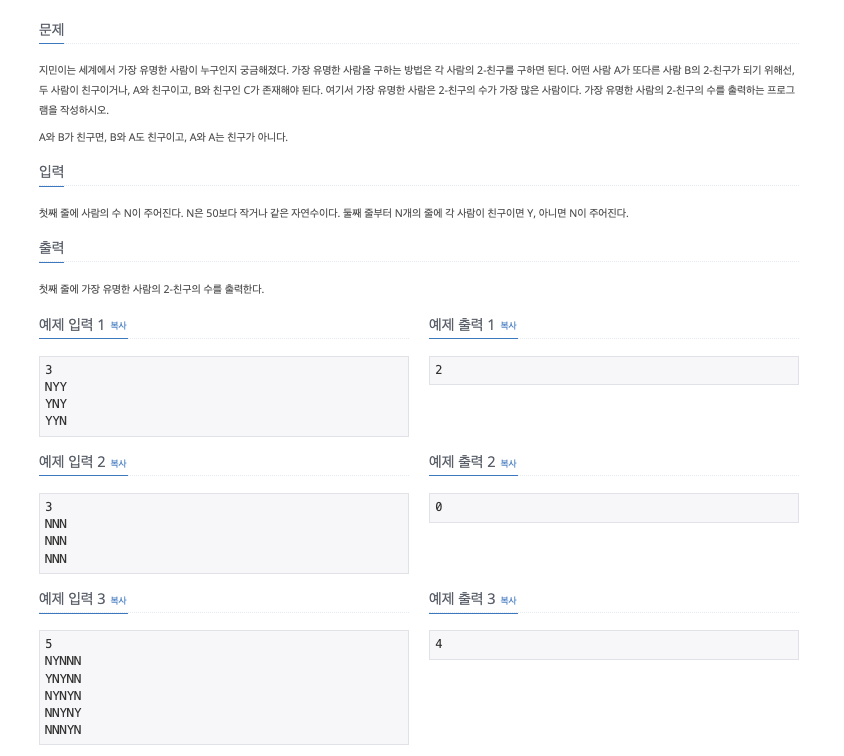 문제
지민이는 세계에서 가장 유명한 사람이 누구인지 궁금해졌다. 가장 유명한 사람을 구하는 방법은 각 사람의 2-친구를 구하면 된다. 어떤 사람 A가 또다른 사람 B의 2-친구가 되기 위해선,
두 사람이 친구이거나, A와 친구이고, B와 친구인 C가 존재해야 된다. 여기서 가장 유명한 사람은 2-친구의 수가 가장 많은 사람이다. 가장 유명한 사람의 2-친구의 수를 출력하는 프로그
램을 작성하시오.
A와 B가 친구면, B와 A도 친구이고, A와 A는 친구가 아니다.
입력
첫째 줄에 사람의 수 N이 주어진다. N은 50보다 작거나 같은 자연수이다. 둘째 줄부터 N개의 줄에 각 사람이 친구이면 Y, 아니면 N이 주어진다.
출력
첫째 줄에 가장 유명한 사람의 2-친구의 수를 출력한다.
예제 입력 1 복사
3
NYY
YNY
YYN
예제 출력 1 복사
2
예제 입력 2 복사
3
NNN
NNN
NNN
예제 출력 2 복사
0
예제 입력 3 복사
5
NYNNN
YNYNN
NYNYN
NNYNY
NNNYN
예제 출력 3 복사
4